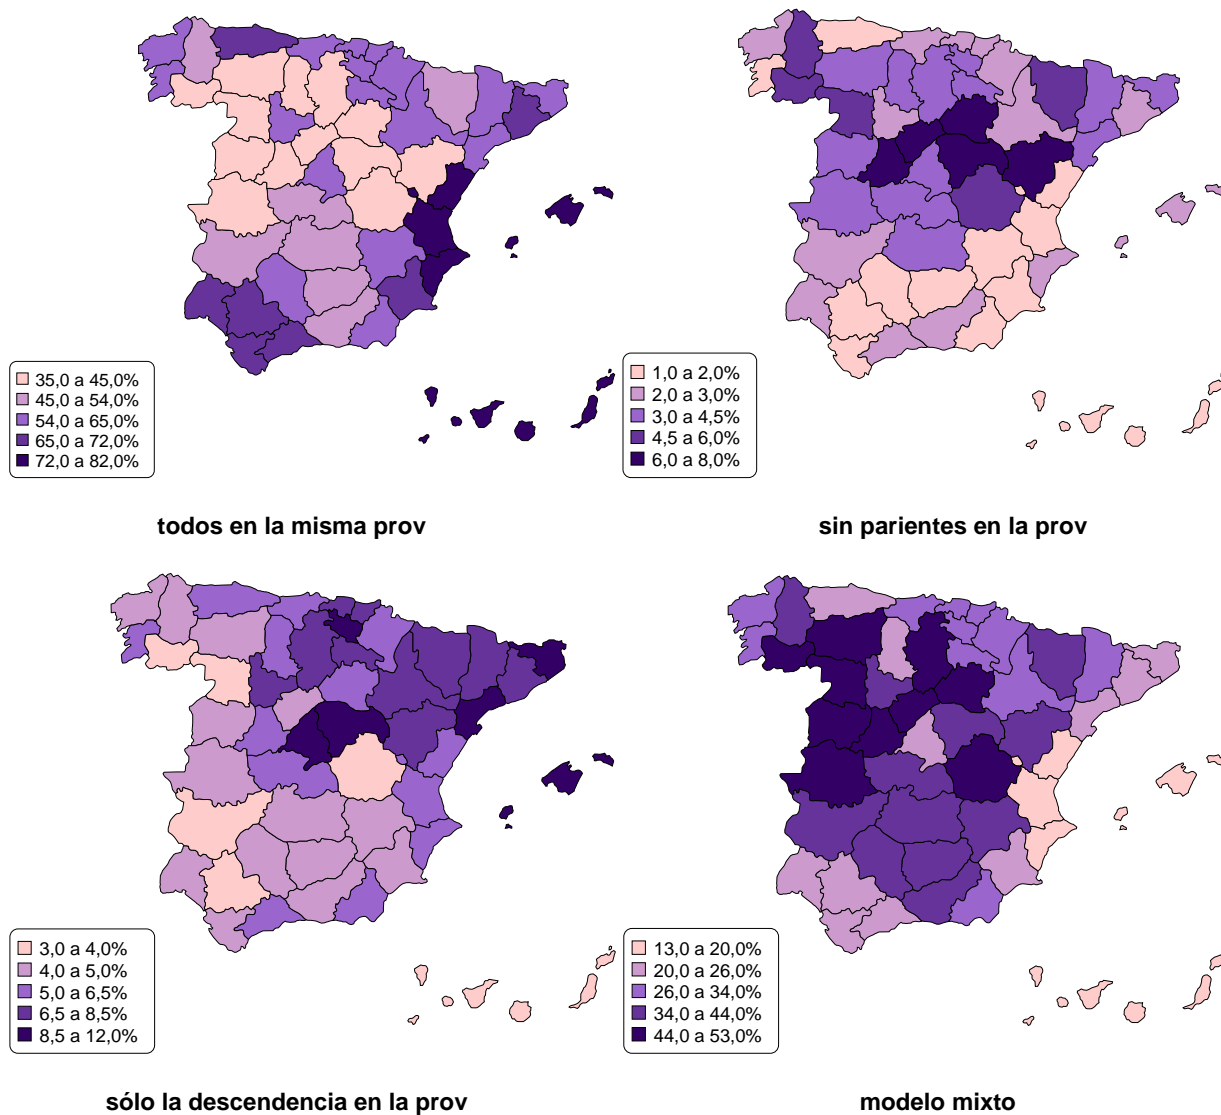 35,0 a 45,0%
45,0 a 54,0%
54,0 a 65,0%
65,0 a 72,0%
72,0 a 82,0%
todos en la misma prov
1,0 a 2,0%
2,0 a 3,0%
3,0 a 4,5%
4,5 a 6,0%
6,0 a 8,0%
sin parientes en la prov
3,0 a 4,0%
4,0 a 5,0%
5,0 a 6,5%
6,5 a 8,5%
8,5 a 12,0%
sólo la descendencia en la prov
13,0 a 20,0%
20,0 a 26,0%
26,0 a 34,0%
34,0 a 44,0%
44,0 a 53,0%
modelo mixto